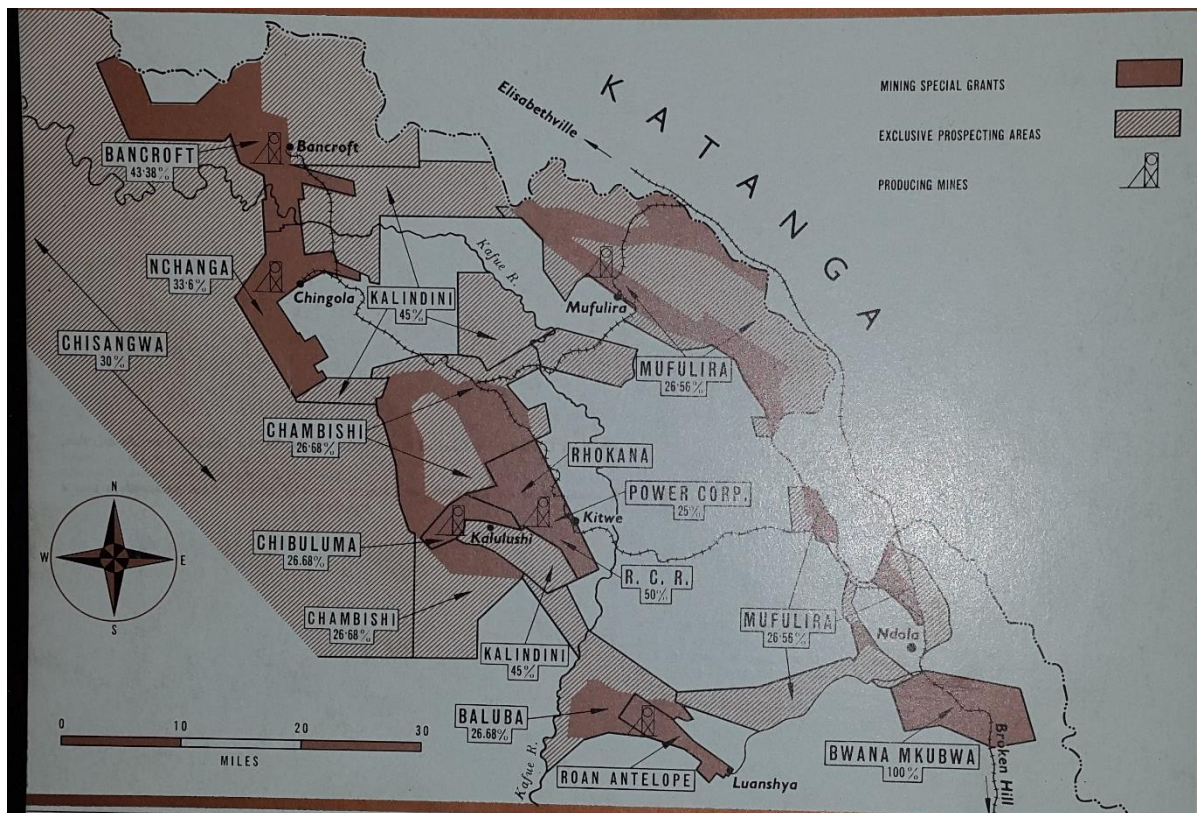 KATANGA
Elisabethville
MINING SPECIAL GRANTS
EXCLUSIVE PROSPECTING AREAS
PRODUCING MINES
BANCROFT
43·38%
Bancroft
NCHANGA
33·6%
Chingola
Kafue R.
KALINDINI
45%
Mufulira
CHISANGWA
30%
MUFULIRA
26·56%
CHAMBISHI
26·68%
RHOKANA
POWER CORP.
25%
Kitwe
Kalulushi
CHIBULUMA
26.68%
R. C. R.
50%
CHAMBISHI
26·68%
KALINDINI
45%
MUFULIRA
26·56%
Ndola
N
W
E
S
BALUBA
26.68%
ROAN ANTELOPE
Luanshya
Kafue R.
BWANA MKUBWA
100%
Broken Hill
0 10 20 30
MILES